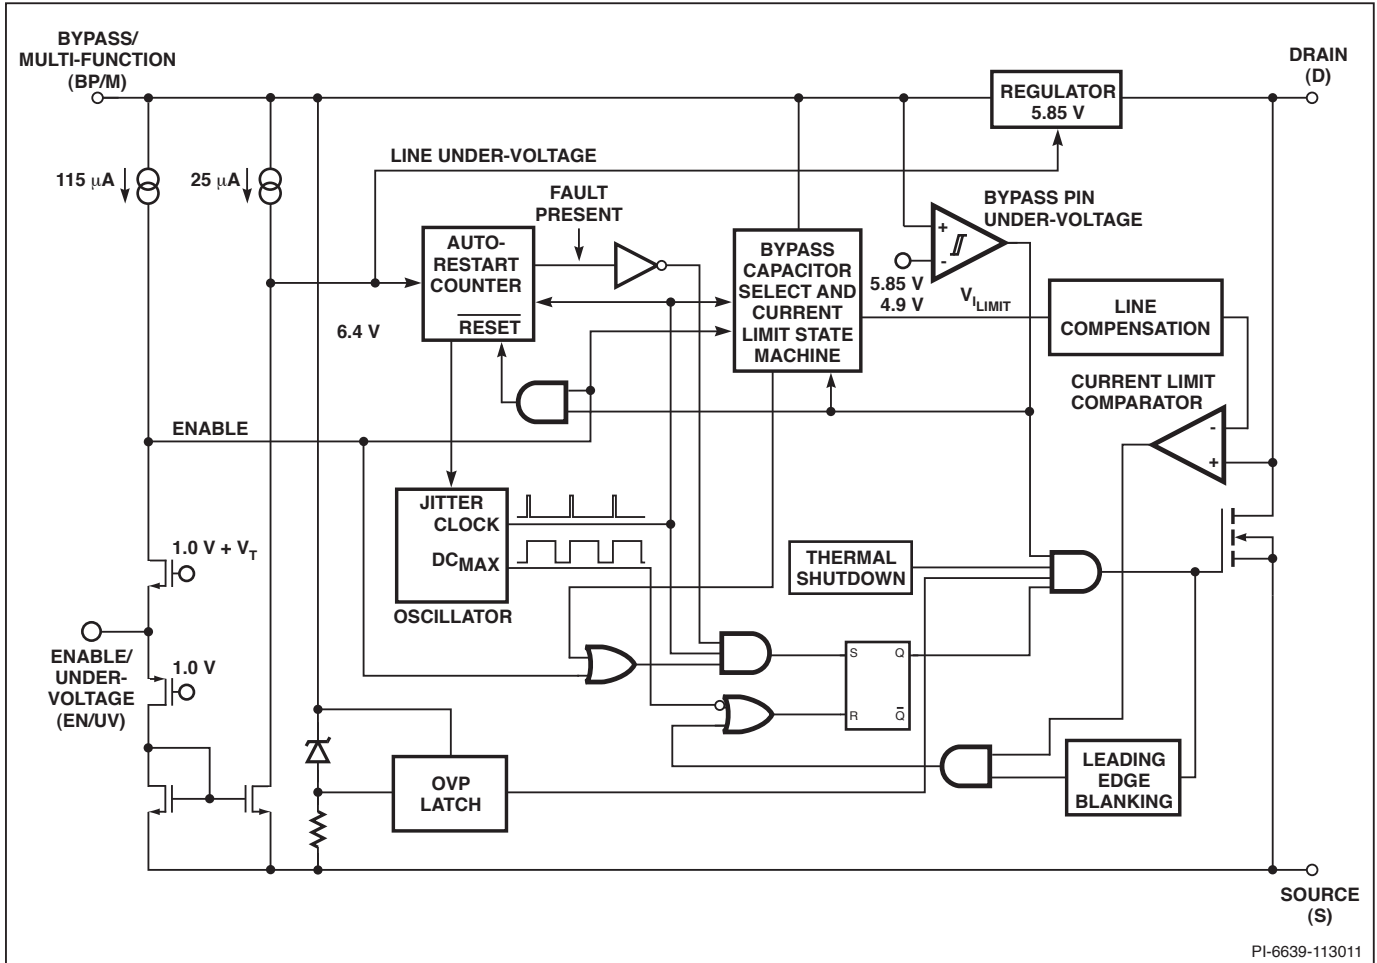 BYPASS/
MULTI-FUNCTION
(BP/M)
DRAIN
(D)
REGULATOR
5.85 V
LINE UNDER-VOLTAGE
115 µA
25 µA
FAULT
PRESENT
BYPASS PIN
UNDER-VOLTAGE
AUTO-
RESTART
COUNTER
RESET
BYPASS
CAPACITOR
SELECT AND
CURRENT
LIMIT STATE
MACHINE
+
-
5.85 V
4.9 V
VILIMIT
LINE
COMPENSATION
6.4 V
CURRENT LIMIT
COMPARATOR
-
+
ENABLE
JITTER
CLOCK
DCMAX
OSCILLATOR
1.0 V + VT
THERMAL
SHUTDOWN
ENABLE/
UNDER-
VOLTAGE
(EN/UV)
1.0 V
S Q
R Q̅
OVP
LATCH
LEADING
EDGE
BLANKING
SOURCE
(S)
PI-6639-113011